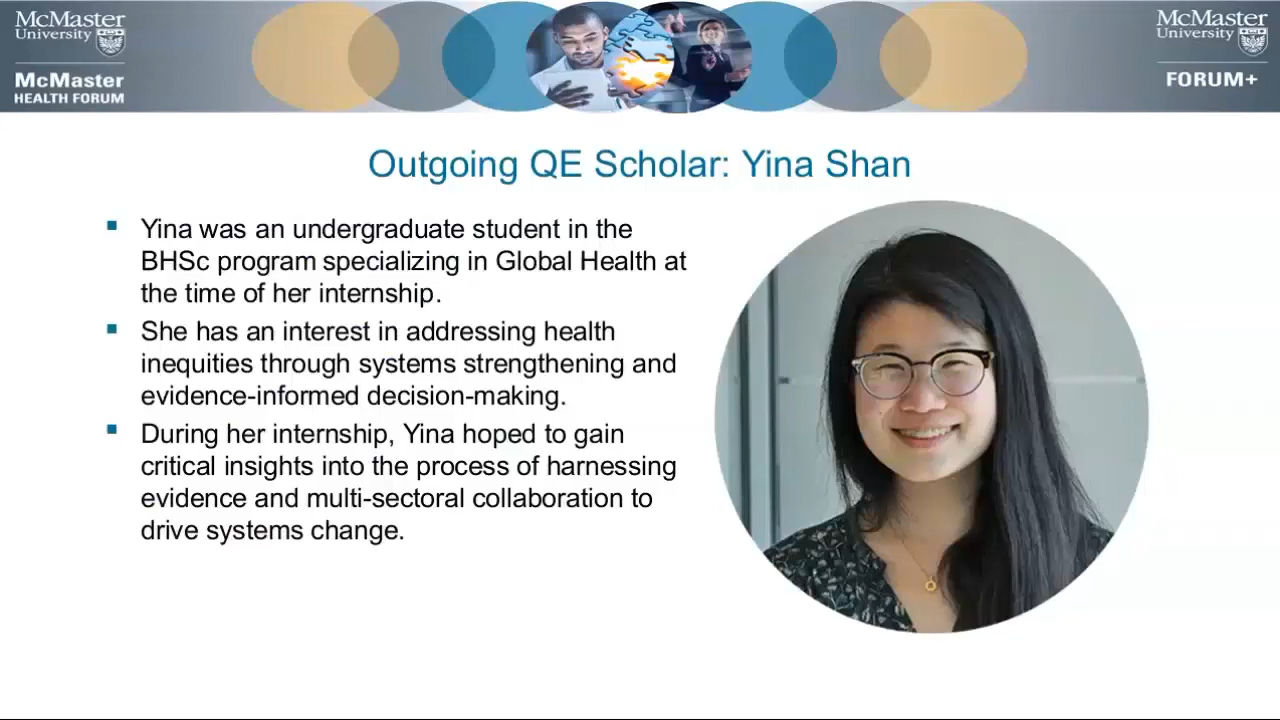 McMaster
University
McMaster
HEALTH FORUM
McMaster
University
FORUM+
Outgoing QE Scholar: Yina Shan
Yina was an undergraduate student in the
BHSc program specializing in Global Health at
the time of her internship.
She has an interest in addressing health
inequities through systems strengthening and
evidence-informed decision-making.
During her internship, Yina hoped to gain
critical insights into the process of harnessing
evidence and multi-sectoral collaboration to
drive systems change.